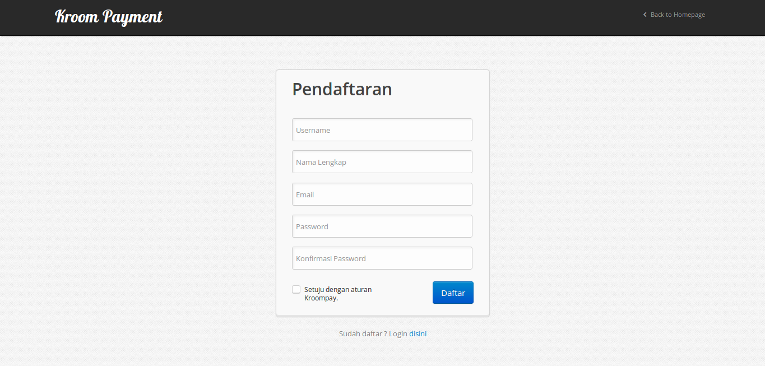 Kroom Payment
Back to Homepage
Pendaftaran
Username
Nama Lengkap
Email
Password
Konfirmasi Password
Setuju dengan aturan
Kroompay.
Daftar
Sudah daftar ? Login disini